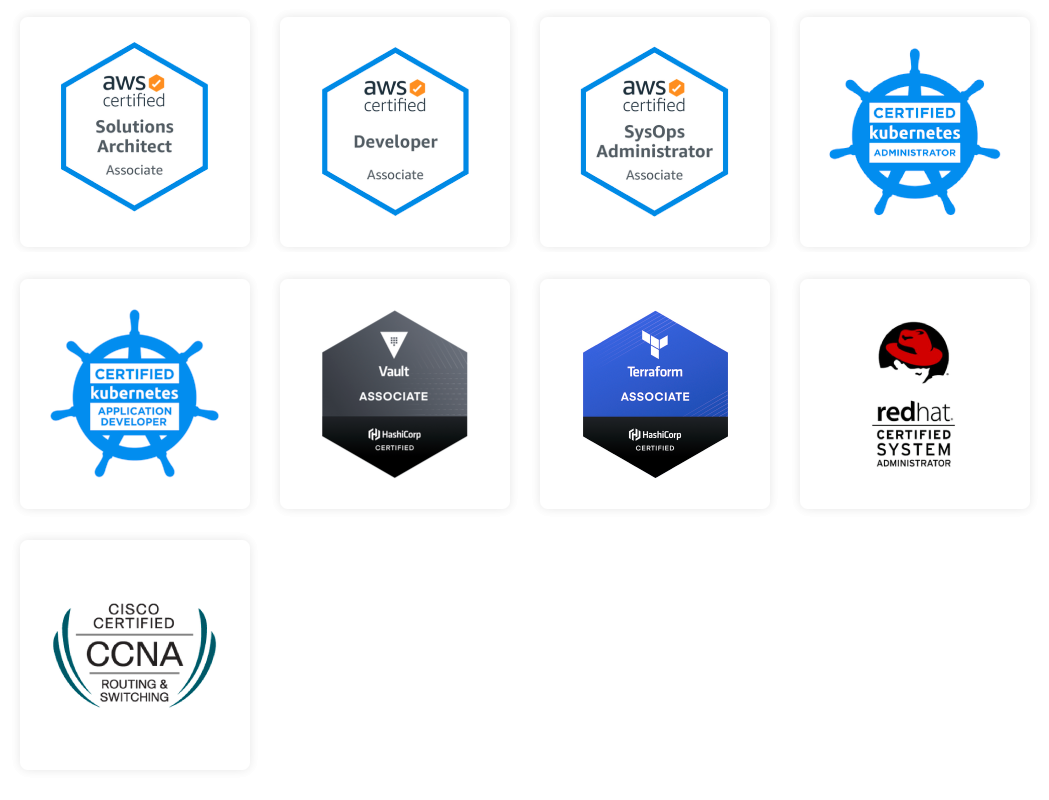 aws
certified
Solutions
Architect
Associate
aws
certified
Developer
Associate
aws
certified
SysOps
Administrator
Associate
CERTIFIED
kubernetes
ADMINISTRATOR
CERTIFIED
kubernetes
APPLICATION
DEVELOPER
Vault
ASSOCIATE
HashiCorp
CERTIFIED
Terraform
ASSOCIATE
HashiCorp
CERTIFIED
redhat.
CERTIFIED
SYSTEM
ADMINISTRATOR
CISCO
CERTIFIED
CCNA
ROUTING &
SWITCHING